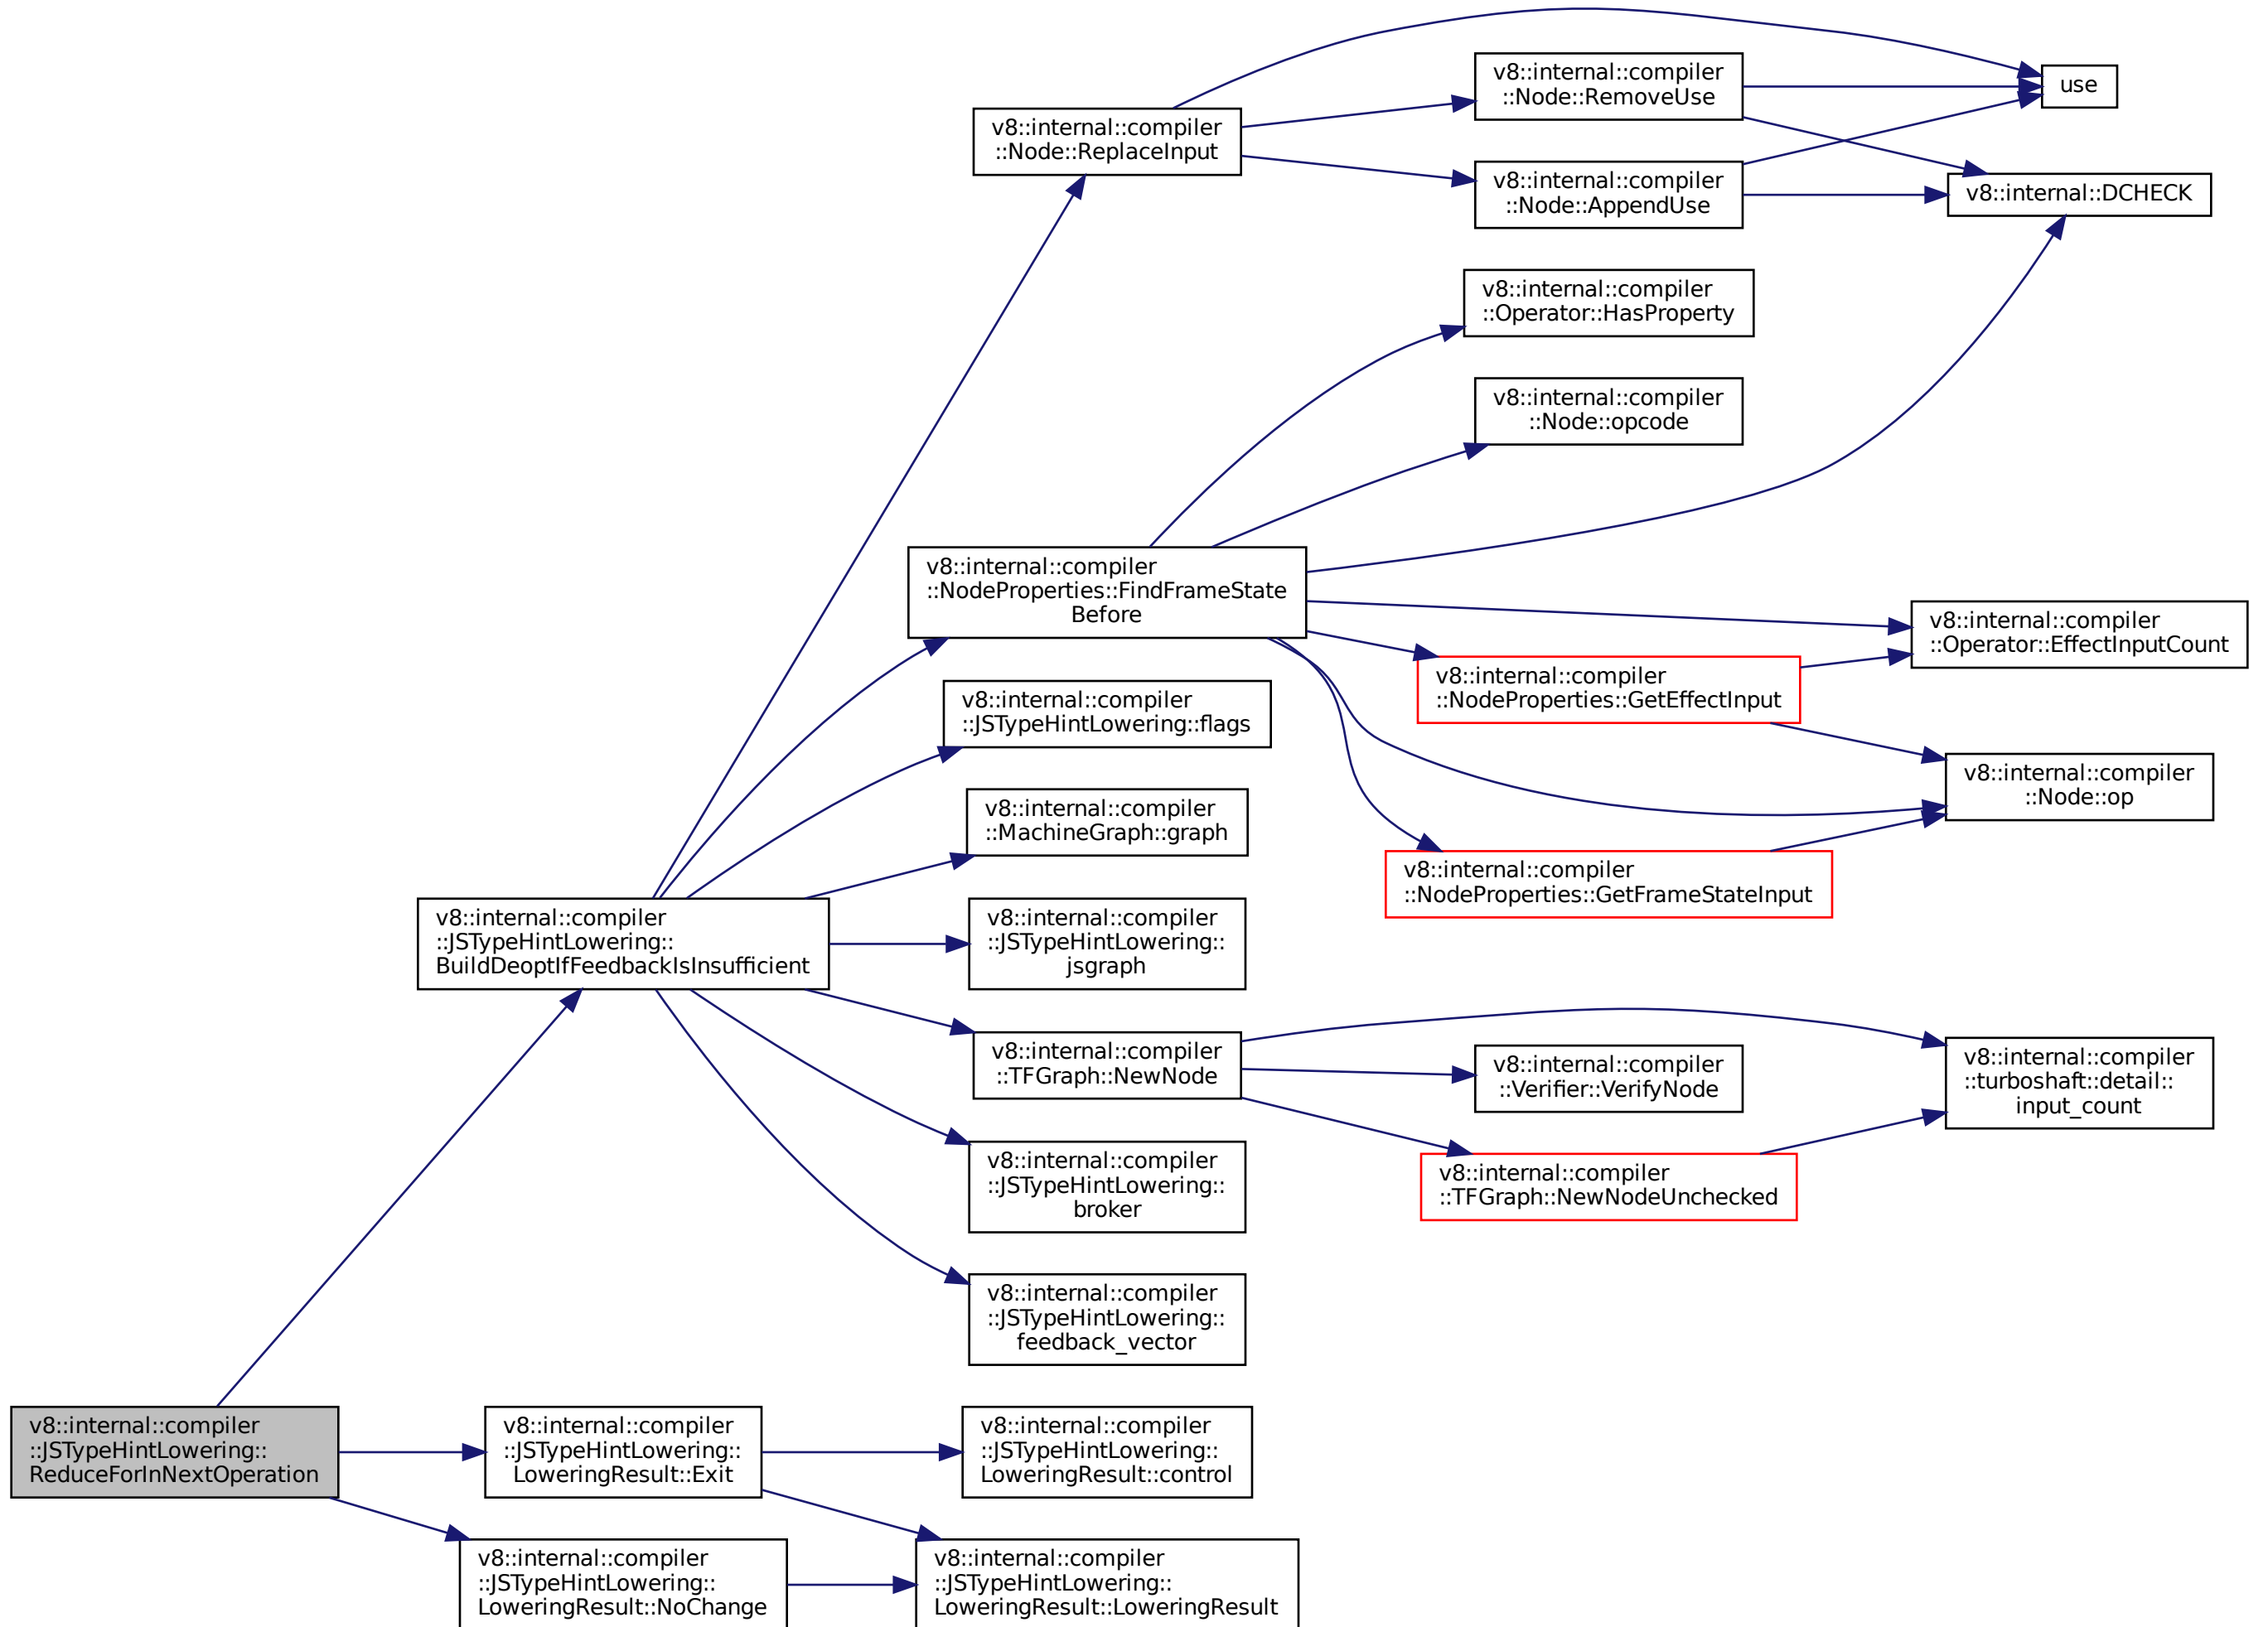 v8::internal::compiler
::Node::ReplaceInput
v8::internal::compiler
::Node::RemoveUse
use
v8::internal::compiler
::Node::AppendUse
v8::internal::DCHECK
v8::internal::compiler
::Operator::HasProperty
v8::internal::compiler
::Node::opcode
v8::internal::compiler
::NodeProperties::FindFrameState
Before
v8::internal::compiler
::Operator::EffectInputCount
v8::internal::compiler
::NodeProperties::GetEffectInput
v8::internal::compiler
::JSTypeHintLowering::flags
v8::internal::compiler
::Node::op
v8::internal::compiler
::MachineGraph::graph
v8::internal::compiler
::NodeProperties::GetFrameStateInput
v8::internal::compiler
::JSTypeHintLowering::
BuildDeoptIfFeedbackIsInsufficient
v8::internal::compiler
::JSTypeHintLowering::
jsgraph
v8::internal::compiler
::TFGraph::NewNode
v8::internal::compiler
::Verifier::VerifyNode
v8::internal::compiler
::turboshaft::detail::
input_count
v8::internal::compiler
::JSTypeHintLowering::
broker
v8::internal::compiler
::TFGraph::NewNodeUnchecked
v8::internal::compiler
::JSTypeHintLowering::
feedback_vector
v8::internal::compiler
::JSTypeHintLowering::
ReduceForInNextOperation
v8::internal::compiler
::JSTypeHintLowering::
LoweringResult::Exit
v8::internal::compiler
::JSTypeHintLowering::
LoweringResult::control
v8::internal::compiler
::JSTypeHintLowering::
LoweringResult::NoChange
v8::internal::compiler
::JSTypeHintLowering::
LoweringResult::LoweringResult